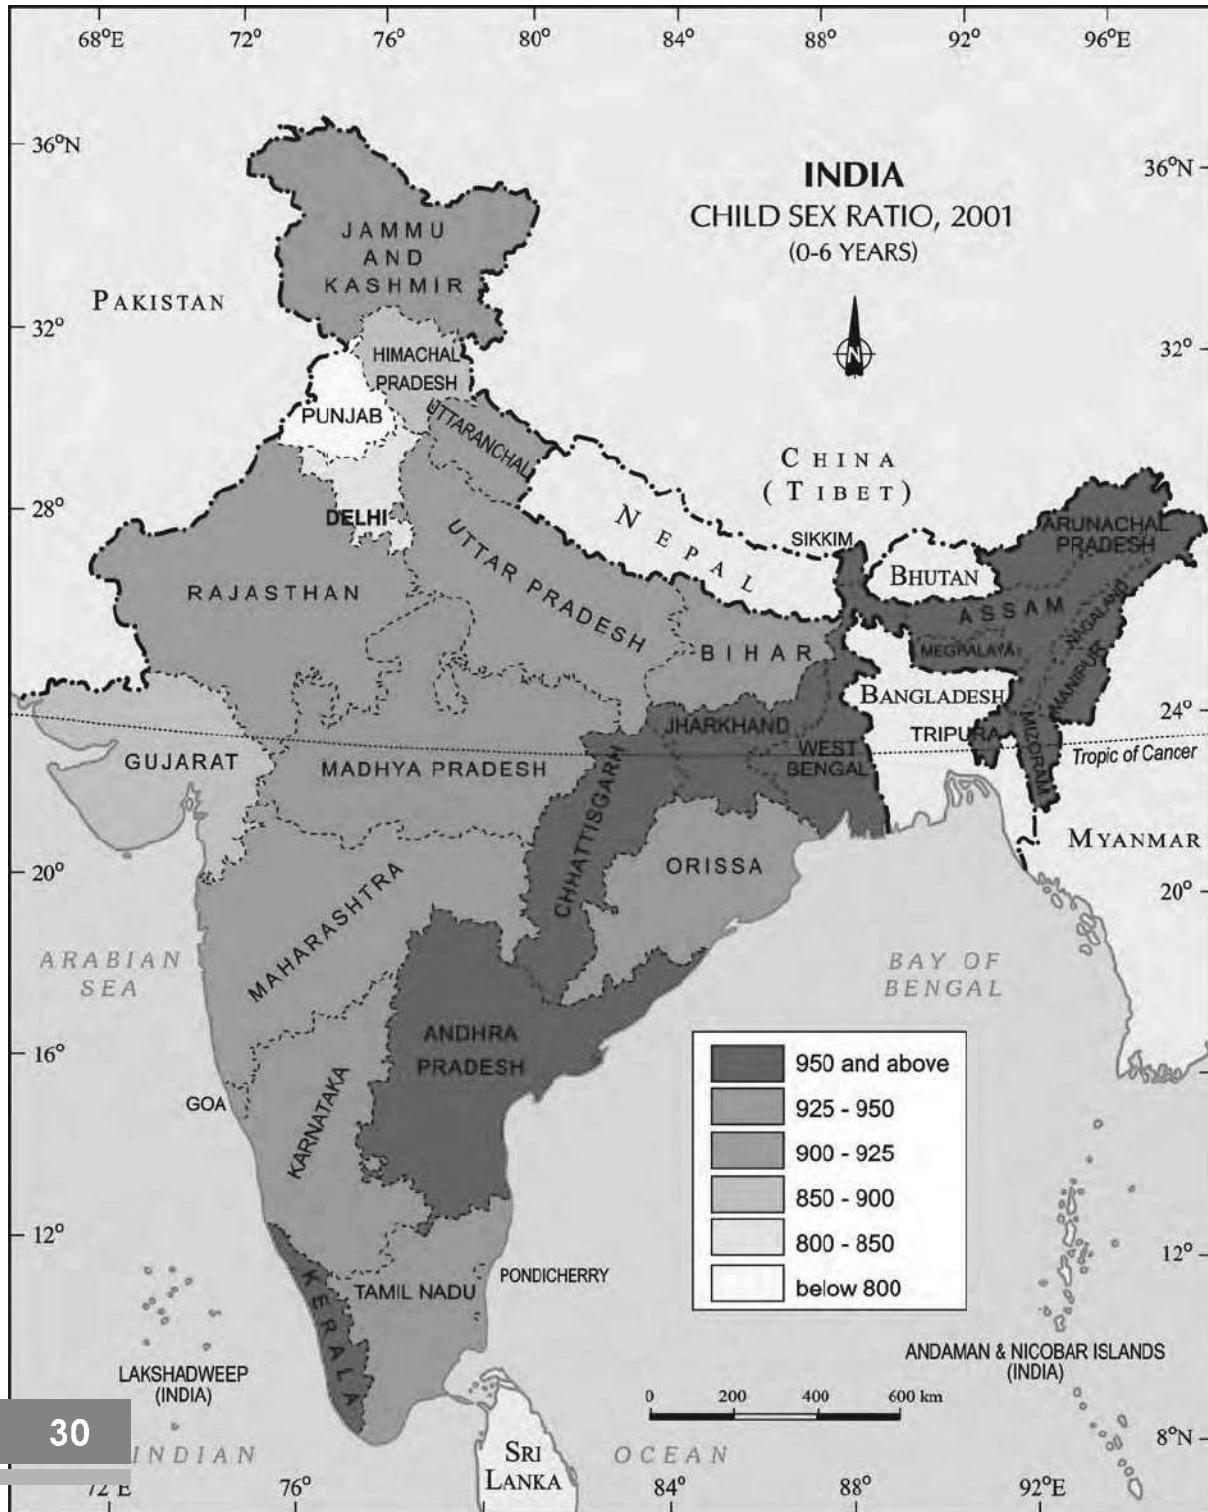 68°E 72° 76° 80° 84° 88° 92° 96°E
36°N
36°N
INDIA
CHILD SEX RATIO, 2001
(0-6 YEARS)
JAMMU
AND
KASHMIR
PAKISTAN
32°
32°
N
HIMACHAL
PRADESH
PUNJAB
UTTARANCHAL
CHINA
(TIBET)
28°
28°
DELHI
NEPAL
SIKKIM
ARUNACHAL
PRADESH
BHUTAN
UTTAR PRADESH
RAJASTHAN
ASSAM
NAGALAND
BIHAR
MEGHALAYA
MANIPUR
BANGLADESH
24°
JHARKHAND
TRIPURA
MIZORAM
WEST
BENGAL
Tropic of Cancer
GUJARAT
MADHYA PRADESH
CHHATTISGARH
MYANMAR
ORISSA
20°
20°
MAHARASHTRA
ARABIAN
SEA
BAY OF
BENGAL
ANDHRA
PRADESH
16°
GOA
KARNATAKA
950 and above
925 - 950
900 - 925
850 - 900
800 - 850
below 800
12°
12°
KERALA
TAMIL NADU
PONDICHERRY
LAKSHADWEEP
(INDIA)
ANDAMAN & NICOBAR ISLANDS
(INDIA)
0 200 400 600 km
30
INDIAN
OCEAN
SRI
LANKA
8°N
72°E 76° 84° 88° 92°E